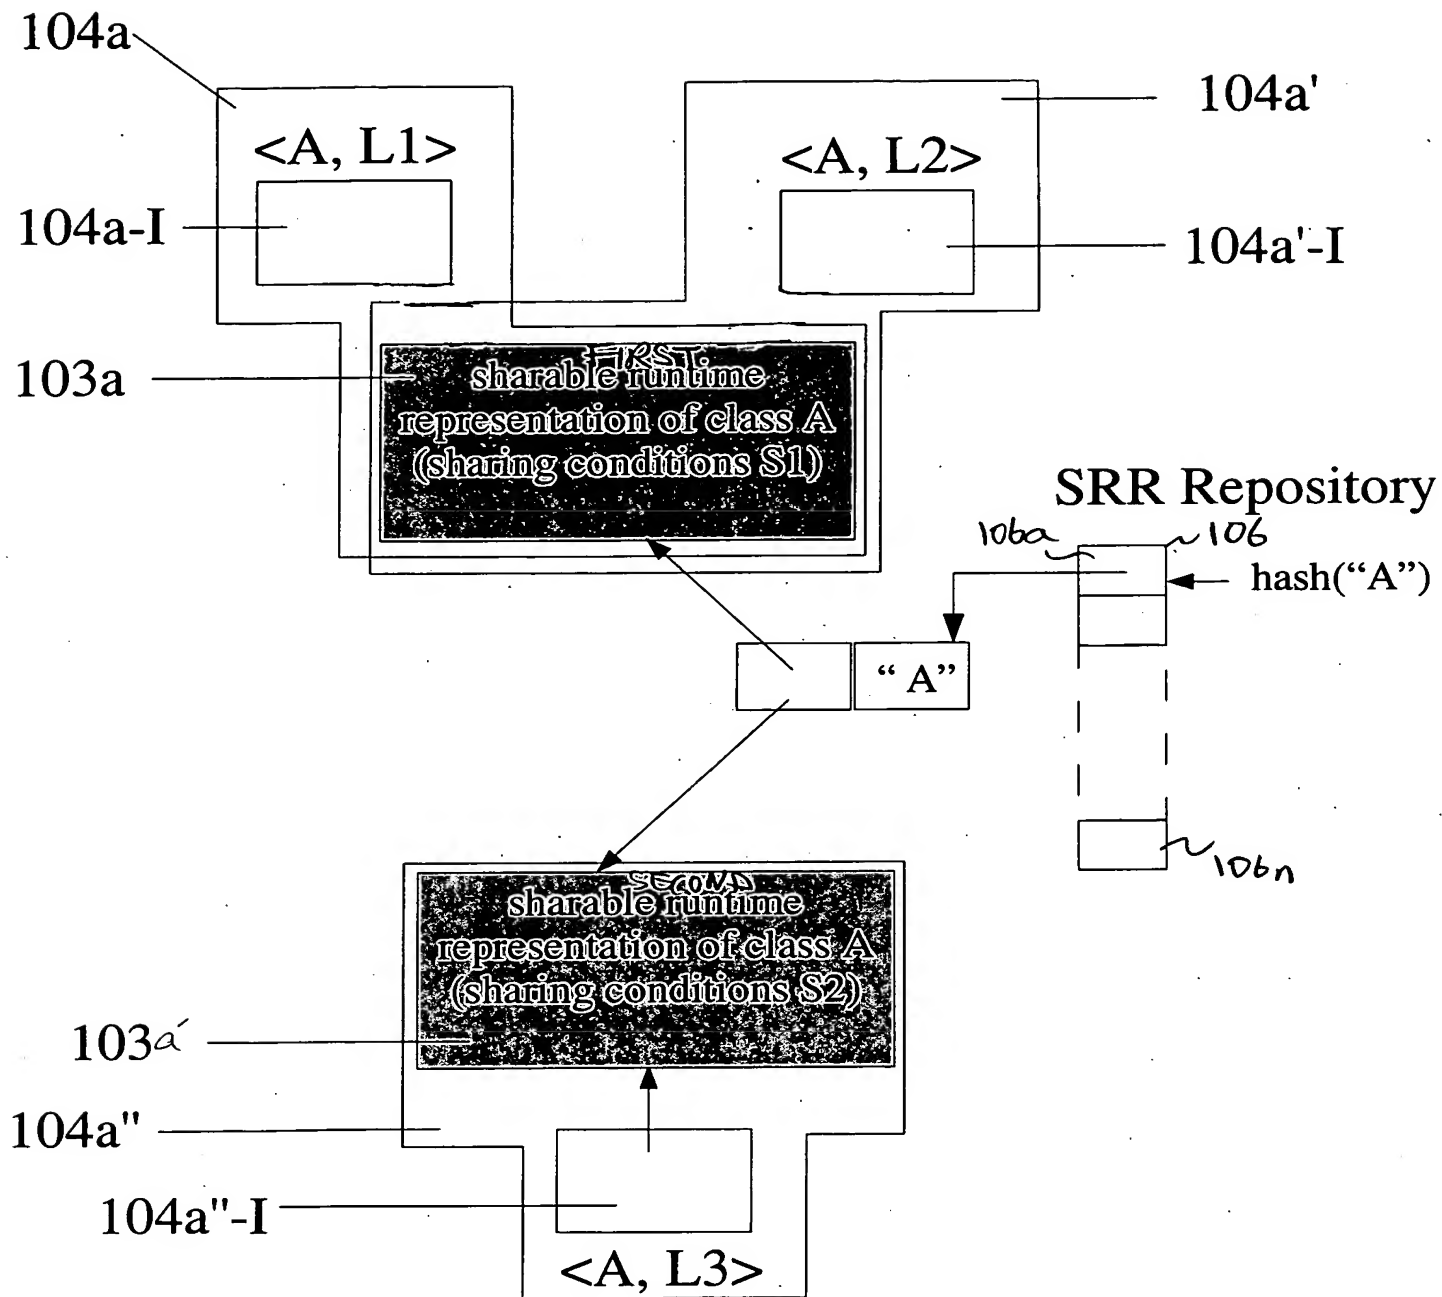 104a
104a'
<A, L1>
<A, L2>
104a-I
104a'-I
103a
FIRST
sharable runtime
representation of class A
(sharing conditions S1)
SRR Repository
106a
106
hash(“A”)
“ A”
106n
SECOND
sharable runtime
representation of class A
(sharing conditions S2)
103a'
104a"
104a"-I
<A, L3>